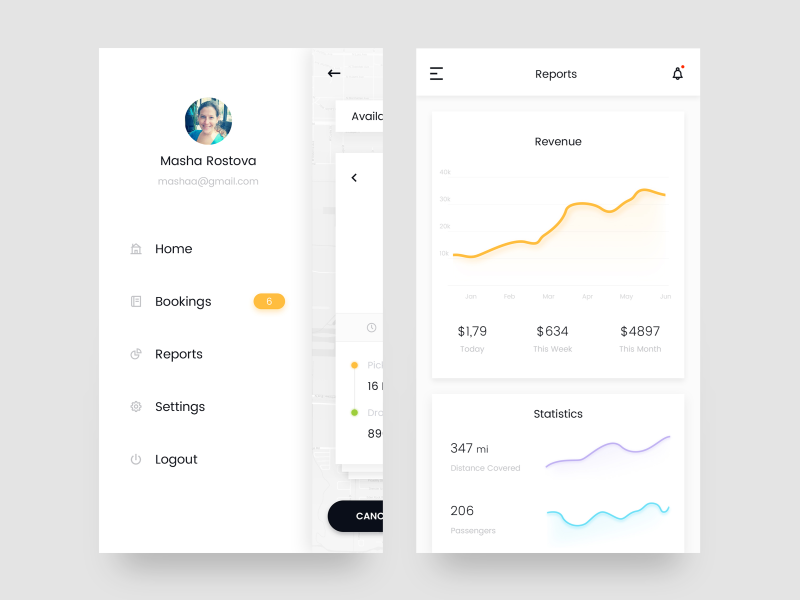 Masha Rostova
mashaa@gmail.com
Home
Bookings
6
Reports
Settings
Logout
Availa
Pic
16
Dro
89
CANC
Reports
Revenue
40k
30k
20k
10k
Jan
Feb
Mar
Apr
May
Jun
$1,79
$634
$4897
Today
This Week
This Month
Statistics
347 mi
Distance Covered
206
Passengers